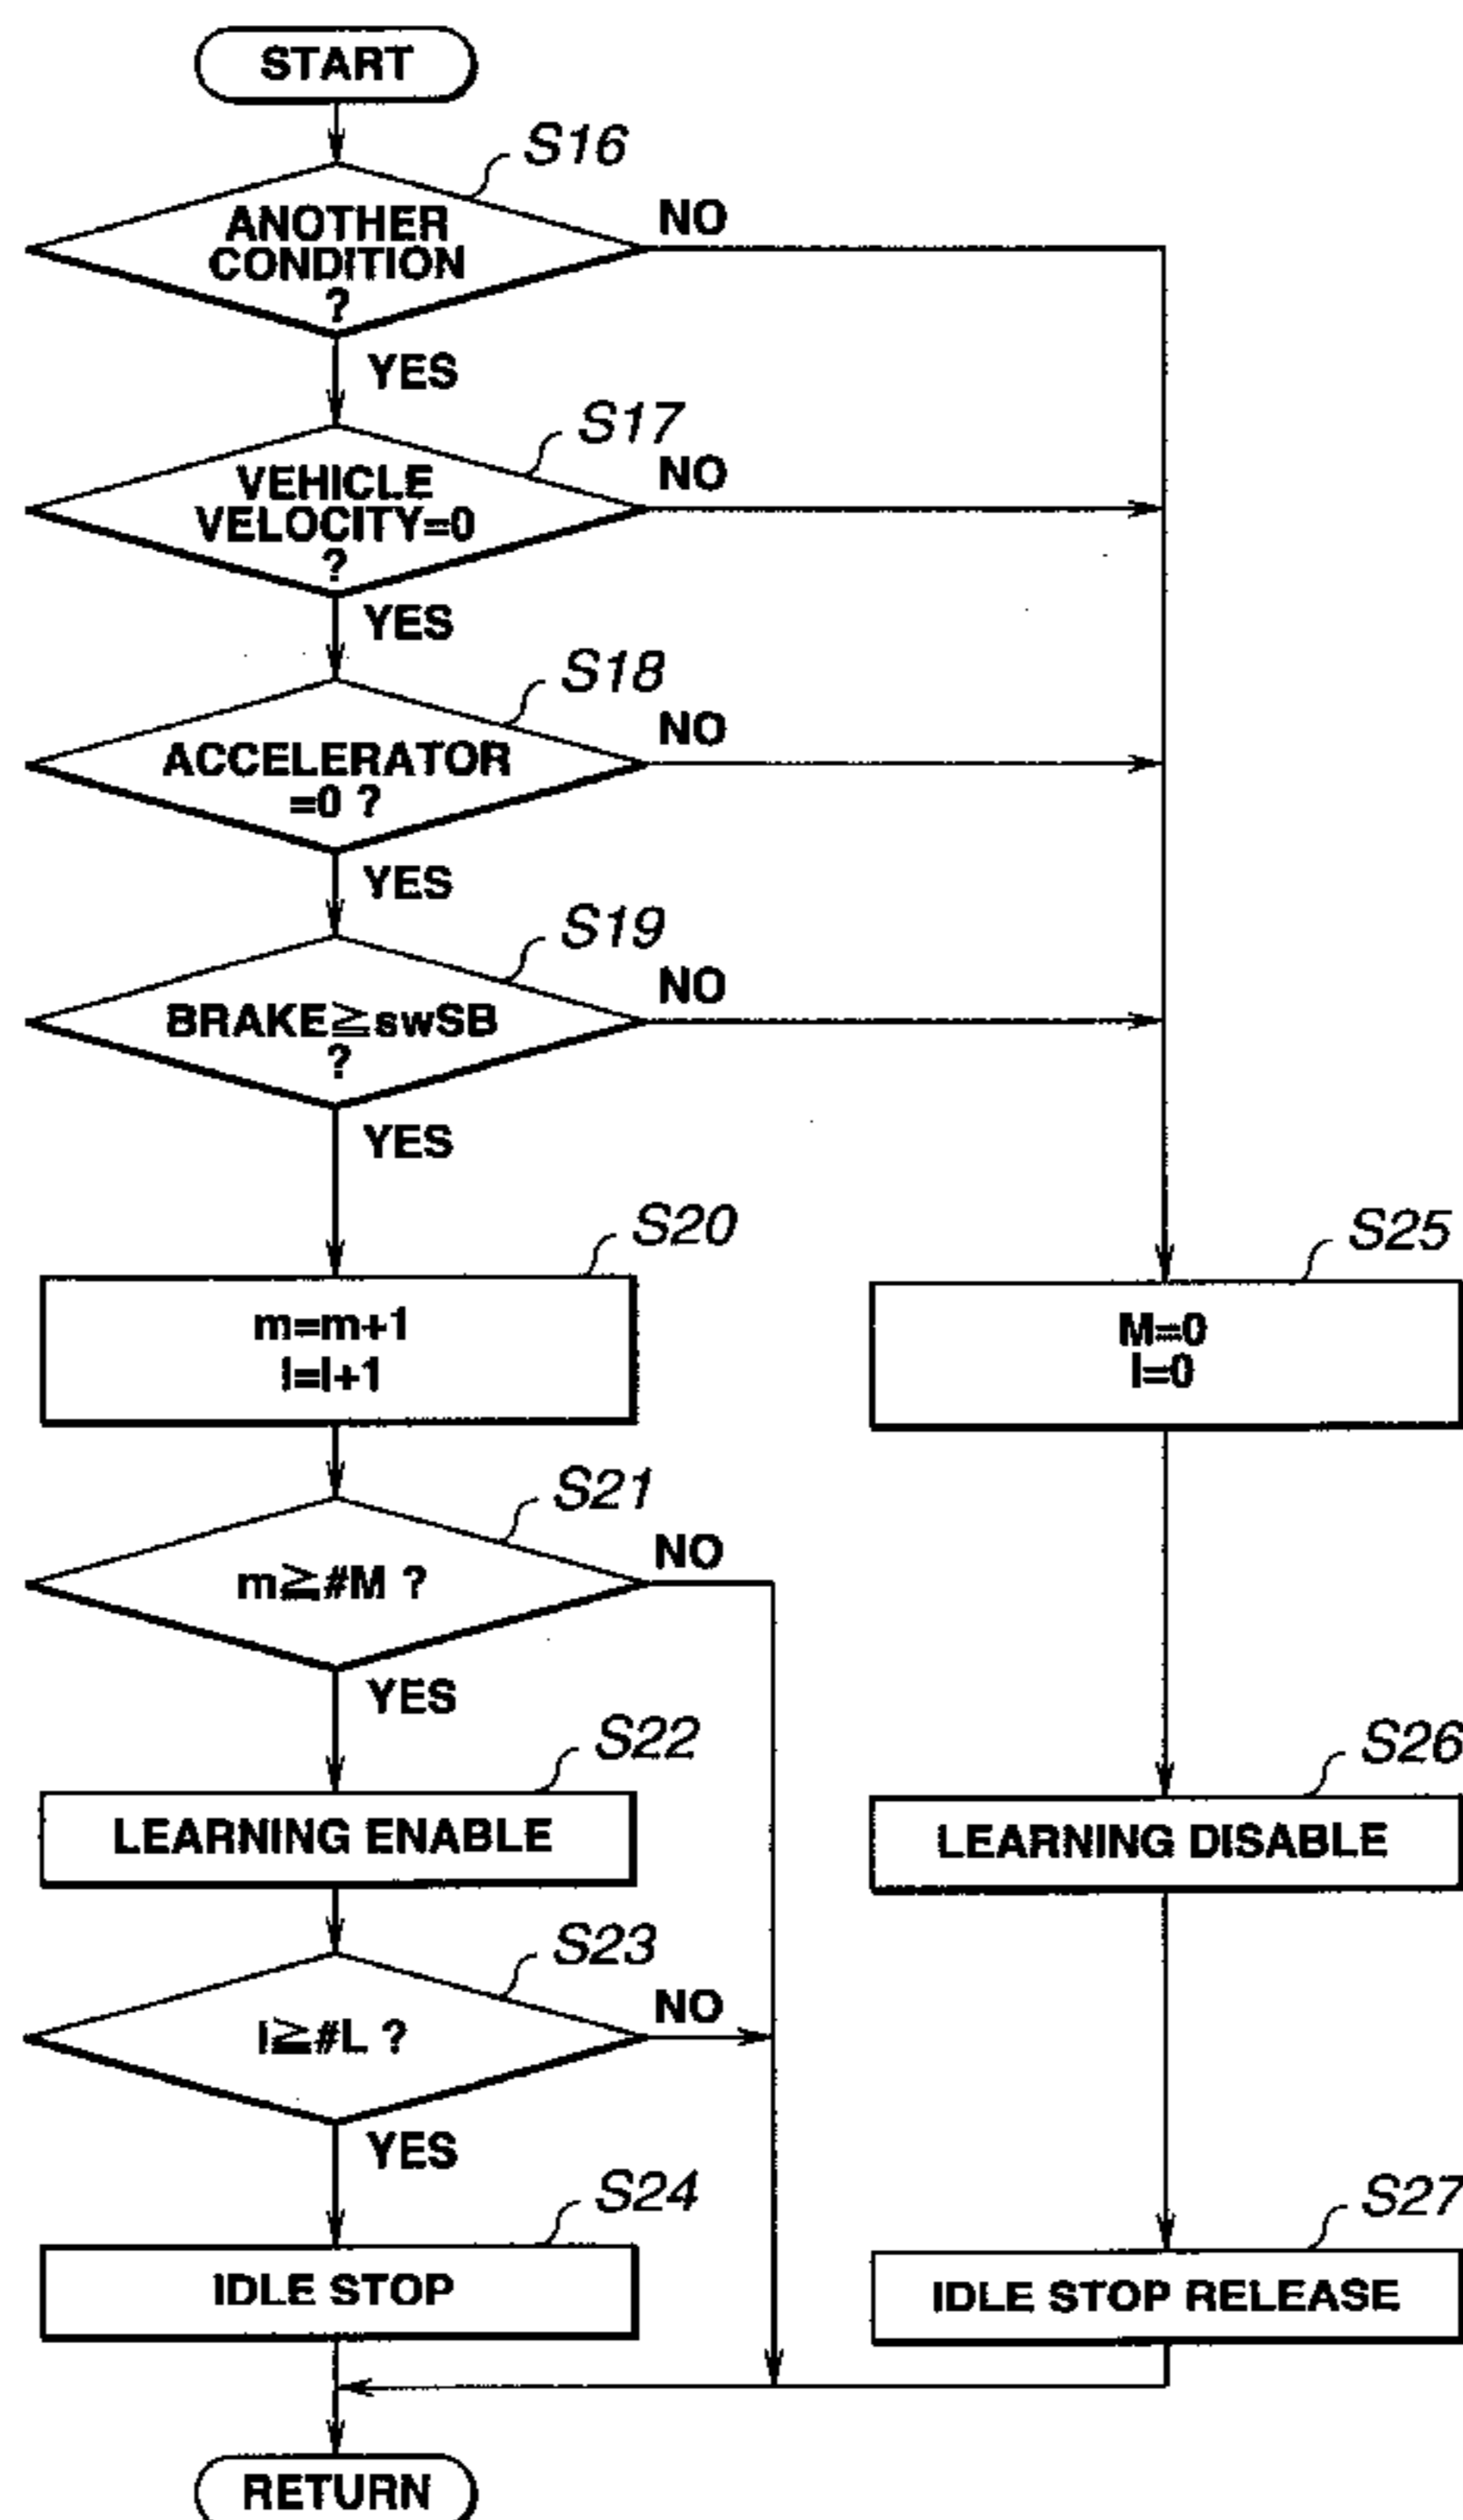 START
S16
ANOTHER
CONDITION
?
NO
YES
S17
VEHICLE
VELOCITY=0
?
NO
YES
S18
ACCELERATOR
=0 ?
NO
YES
S19
BRAKE≧swSB
?
NO
YES
S20
m=m+1
l=l+1
S25
M=0
l=0
S21
m≧#M ?
NO
YES
S22
LEARNING ENABLE
S26
LEARNING DISABLE
S23
l≧#L ?
NO
YES
S24
IDLE STOP
S27
IDLE STOP RELEASE
RETURN